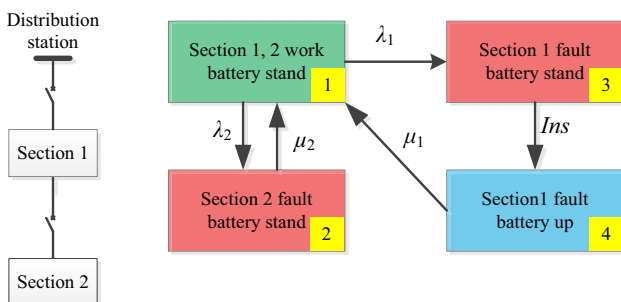 Distribution
station
Section 1
Section 2
Section 1, 2 work
battery stand
1
λ1
Section 1 fault
battery stand
3
λ2
μ2
μ1
Ins
Section 2 fault
battery stand
2
Section1 fault
battery up
4